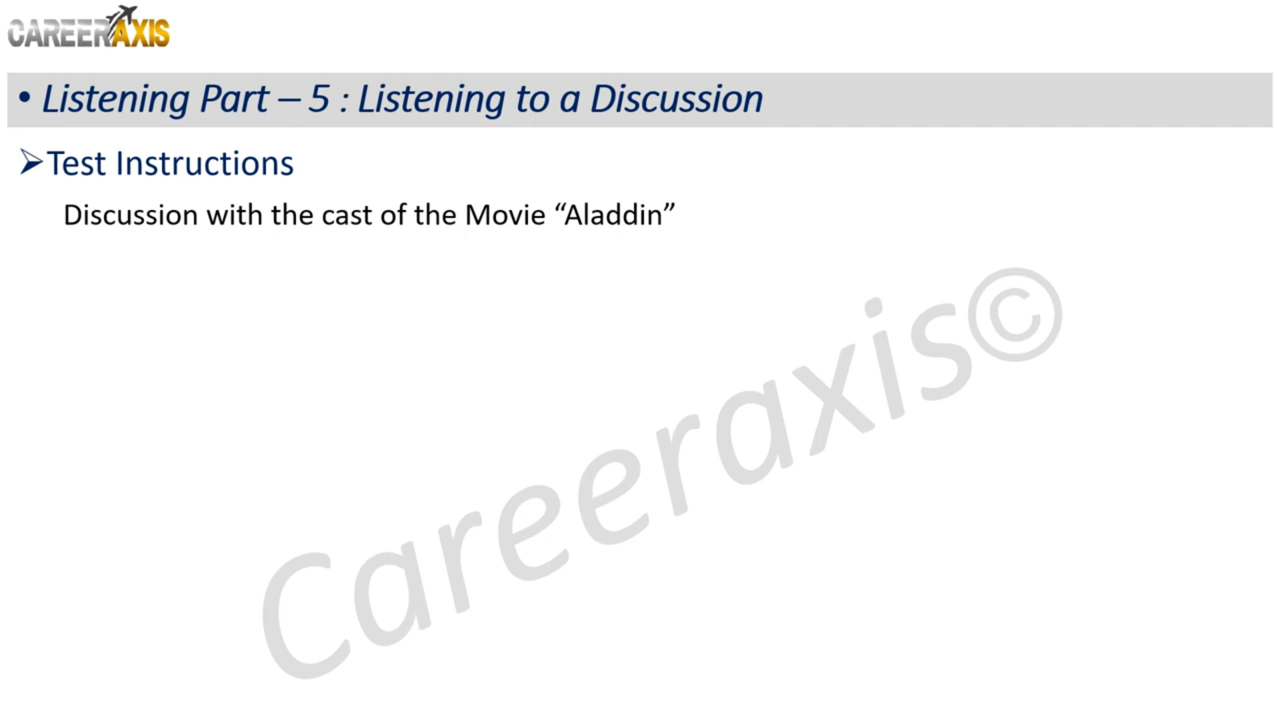 CAREERAXIS
• Listening Part – 5 : Listening to a Discussion
➢Test Instructions
Discussion with the cast of the Movie “Aladdin”
Careeraxis©